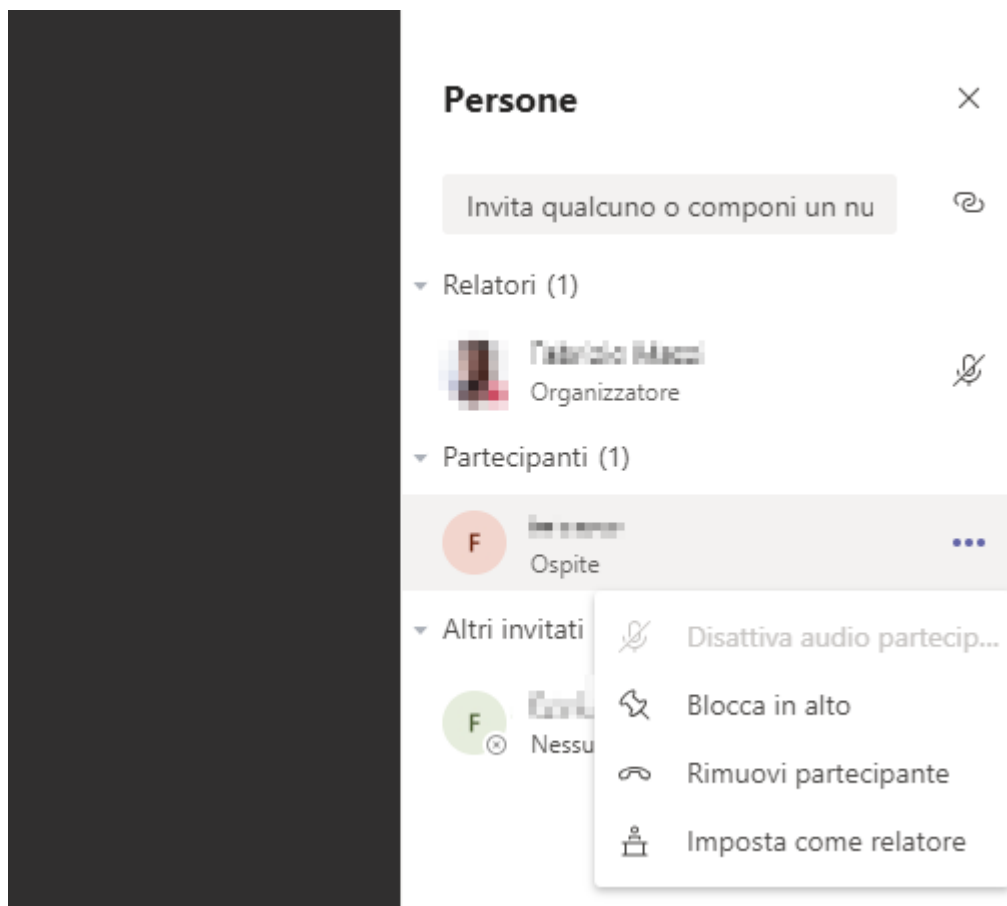 Persone
Invita qualcuno o componi un nu
Relatori (1)
Organizzatore
Partecipanti (1)
F
Ospite
Altri invitati
Disattiva audio partecip...
F
Blocca in alto
Nessu
Rimuovi partecipante
Imposta come relatore